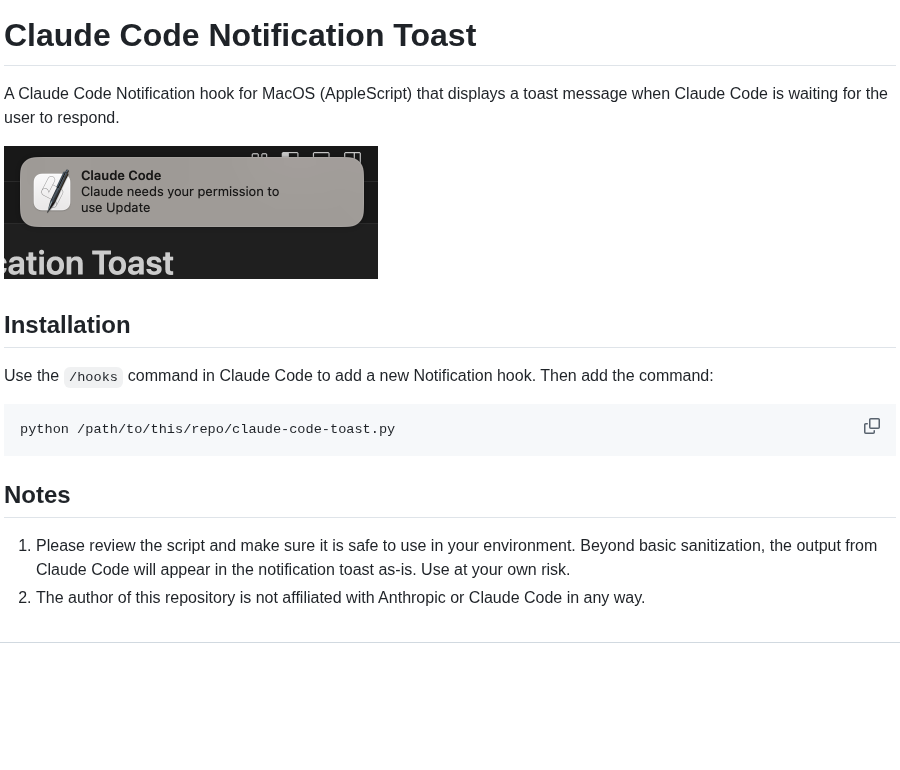 Claude Code Notification Toast
A Claude Code Notification hook for MacOS (AppleScript) that displays a toast message when Claude Code is waiting for the
user to respond.
Claude Code
Claude needs your permission to
use Update
cation Toast
Installation
Use the /hooks command in Claude Code to add a new Notification hook. Then add the command:
python /path/to/this/repo/claude-code-toast.py
Notes
1. Please review the script and make sure it is safe to use in your environment. Beyond basic sanitization, the output from
Claude Code will appear in the notification toast as-is. Use at your own risk.
2. The author of this repository is not affiliated with Anthropic or Claude Code in any way.